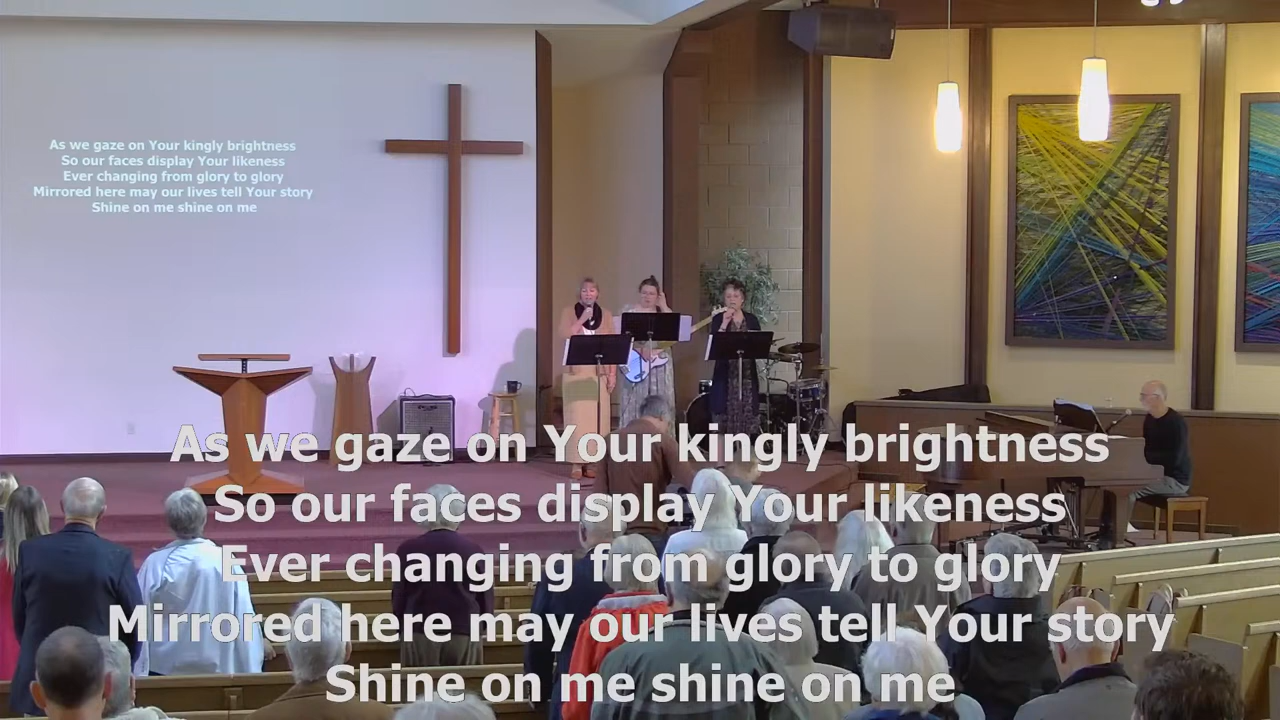 As we gaze on Your kingly brightness
So our faces display Your likeness
Ever changing from glory to glory
Mirrored here may our lives tell Your story
Shine on me shine on me
As we gaze on Your kingly brightness
So our faces display Your likeness
Ever changing from glory to glory
Mirrored here may our lives tell Your story
Shine on me shine on me